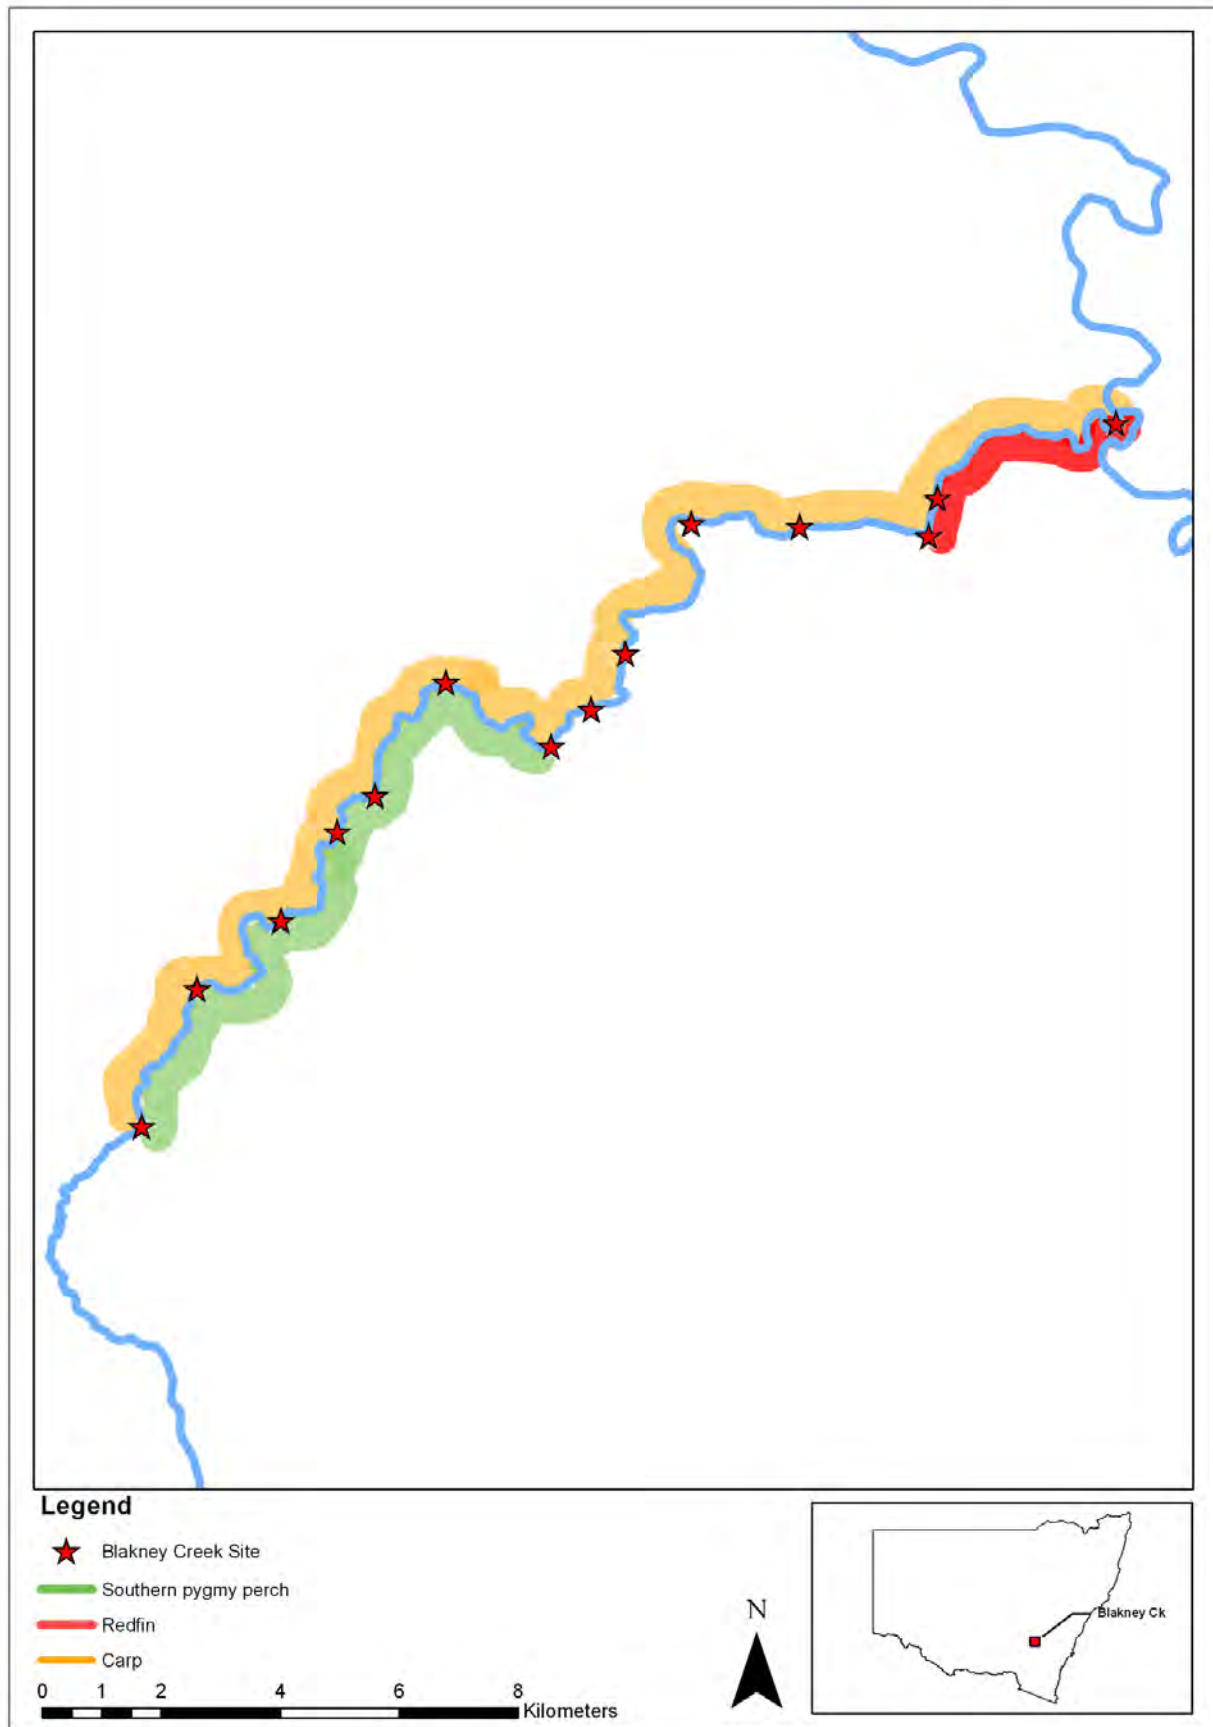 Legend
Blakney Creek Site
Southern pygmy perch
Redfin
Carp
0 1 2 4 6 8
Kilometers
N
Blakney Ck